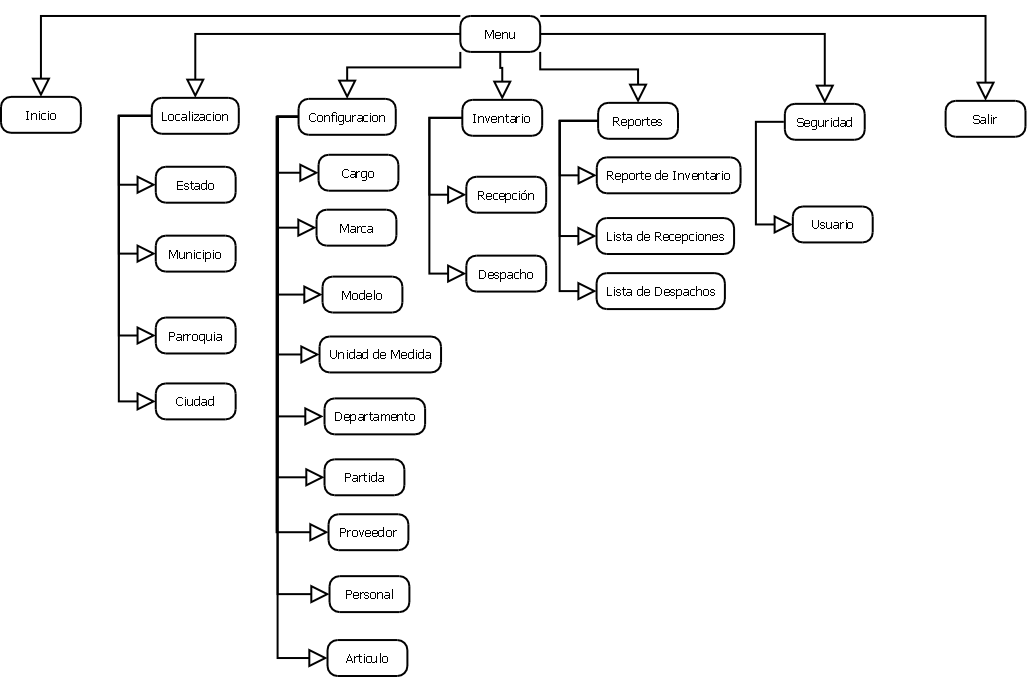 Menu
Inicio
Localizacion
Configuracion
Inventario
Reportes
Seguridad
Salir
Estado
Municipio
Parroquia
Ciudad
Cargo
Marca
Modelo
Unidad de Medida
Departamento
Partida
Proveedor
Personal
Articulo
Recepción
Despacho
Reporte de Inventario
Lista de Recepciones
Lista de Despachos
Usuario